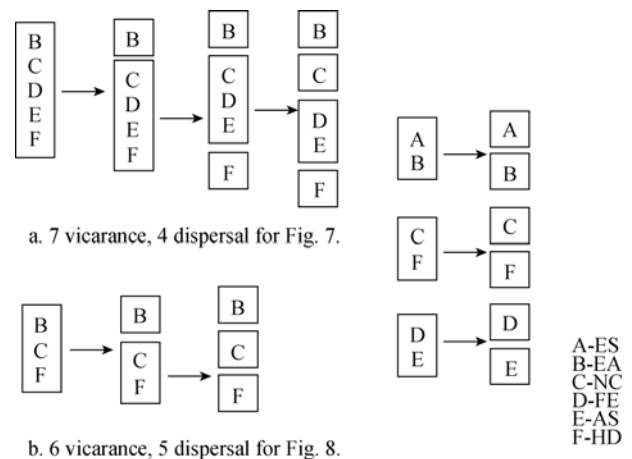 B
C
D
E
F
B
C
D
E
F
B
C
D
E
F
B
C
D
E
F
a. 7 vicarance, 4 dispersal for Fig. 7.
B
C
F
B
C
F
B
C
F
b. 6 vicarance, 5 dispersal for Fig. 8.
A
B
A
B
C
F
C
F
D
E
D
E
A-ES
B-EA
C-NC
D-FE
E-AS
F-HD